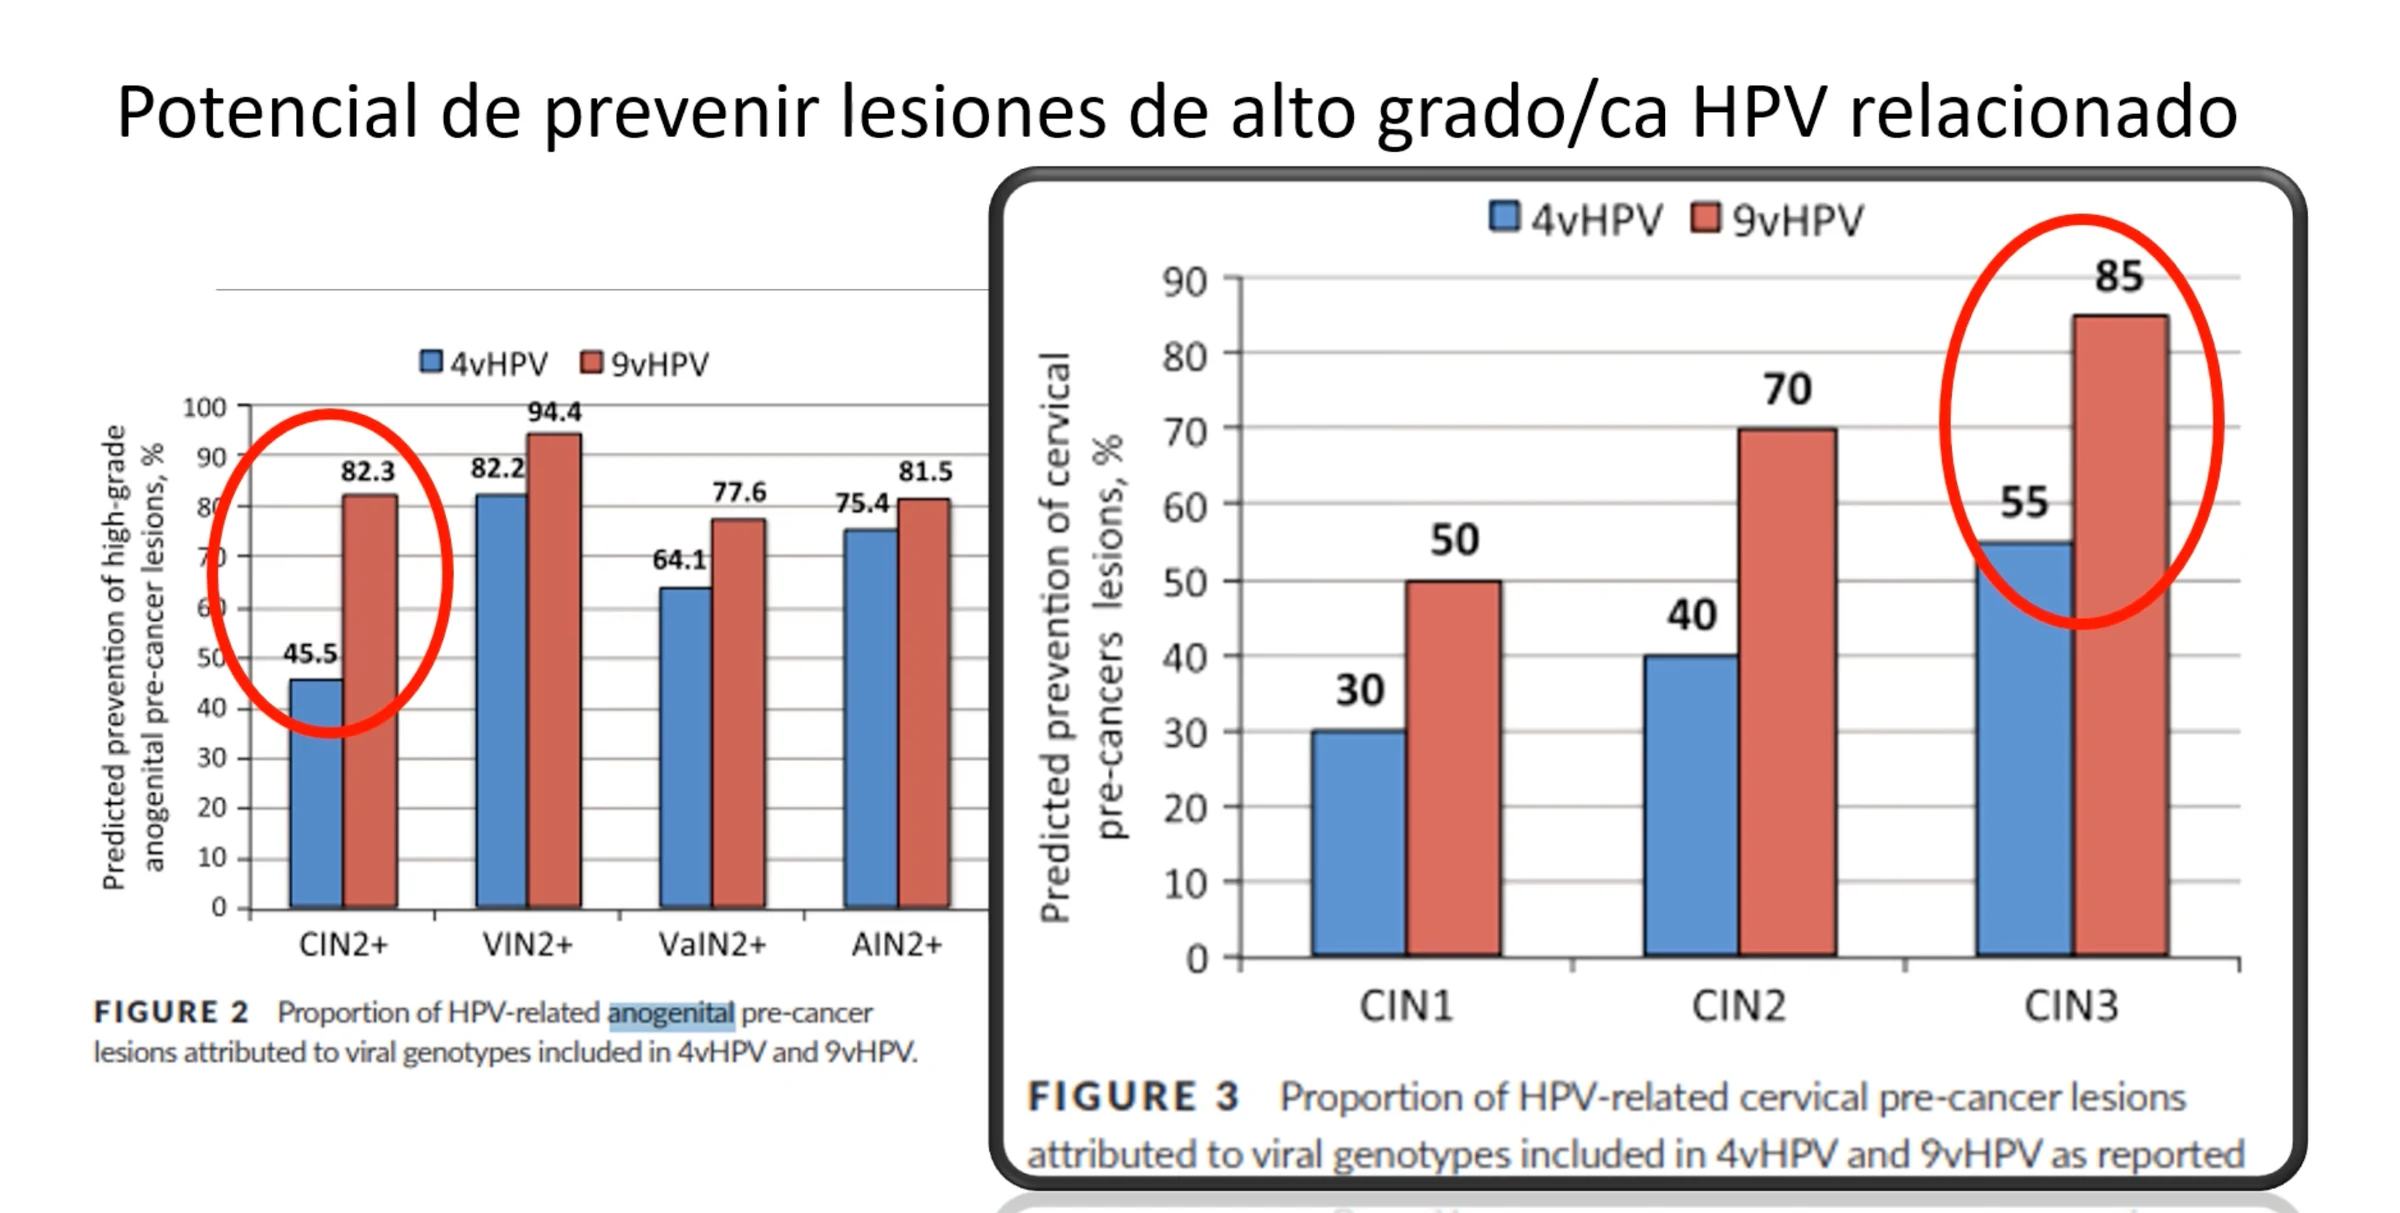 Potencial de prevenir lesiones de alto grado/ca HPV relacionado
4vHPV 9vHPV
Predicted prevention of high-grade
anogenital pre-cancer lesions, %
100
90
80
70
60
50
40
30
20
10
0
45.5
82.3
82.2
94.4
64.1
77.6
75.4
81.5
CIN2+ VIN2+ VaIN2+ AIN2+
FIGURE 2 Proportion of HPV-related anogenital pre-cancer
lesions attributed to viral genotypes included in 4vHPV and 9vHPV.
4vHPV 9vHPV
Predicted prevention of cervical
pre-cancers lesions, %
90
80
70
60
50
40
30
20
10
0
30
50
40
70
55
85
CIN1 CIN2 CIN3
FIGURE 3 Proportion of HPV-related cervical pre-cancer lesions
attributed to viral genotypes included in 4vHPV and 9vHPV as reported